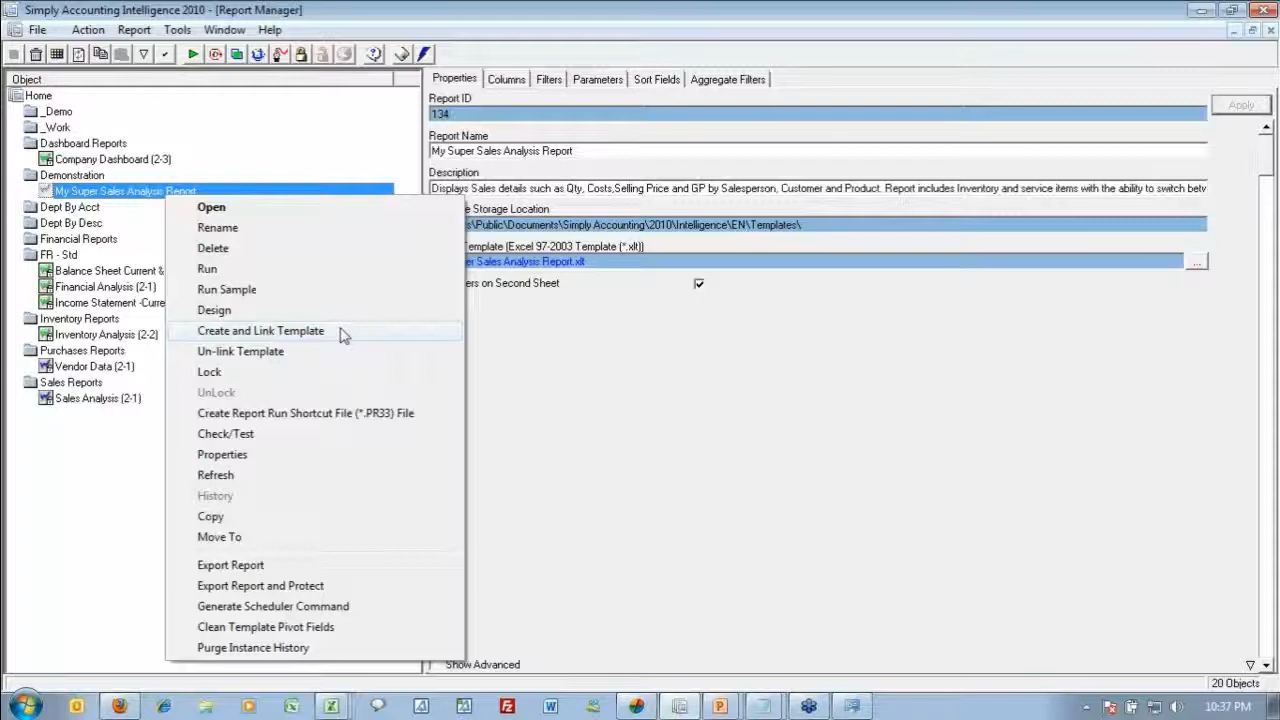 Simply Accounting Intelligence 2010 - [Report Manager]
File Action Report Tools Window Help
Object
Home
_Demo
_Work
Dashboard Reports
Company Dashboard (2-3)
Demonstration
My Super Sales Analysis Report
Dept By Acct
Dept By Desc
Financial Reports
FR - Std
Balance Sheet Current &
Financial Analysis (2-1)
Income Statement -Curre
Inventory Reports
Inventory Analysis (2-2)
Purchases Reports
Vendor Data (2-1)
Sales Reports
Sales Analysis (2-1)
Open
Rename
Delete
Run
Run Sample
Design
Create and Link Template
Un-link Template
Lock
UnLock
Create Report Run Shortcut File (*.PR33) File
Check/Test
Properties
Refresh
History
Copy
Move To
Export Report
Export Report and Protect
Generate Scheduler Command
Clean Template Pivot Fields
Purge Instance History
Properties Columns Filters Parameters Sort Fields Aggregate Filters
Report ID
134
Apply
Report Name
My Super Sales Analysis Report
Description
Displays Sales details such as Qty, Costs,Selling Price and GP by Salesperson, Customer and Product. Report includes Inventory and service items with the ability to switch betw
e Storage Location
s\Public\Documents\Simply Accounting\2010\Intelligence\EN\Templates\
Template (Excel 97-2003 Template (*.xlt))
er Sales Analysis Report.xlt
...
ers on Second Sheet
Show Advanced
20 Objects
10:37 PM